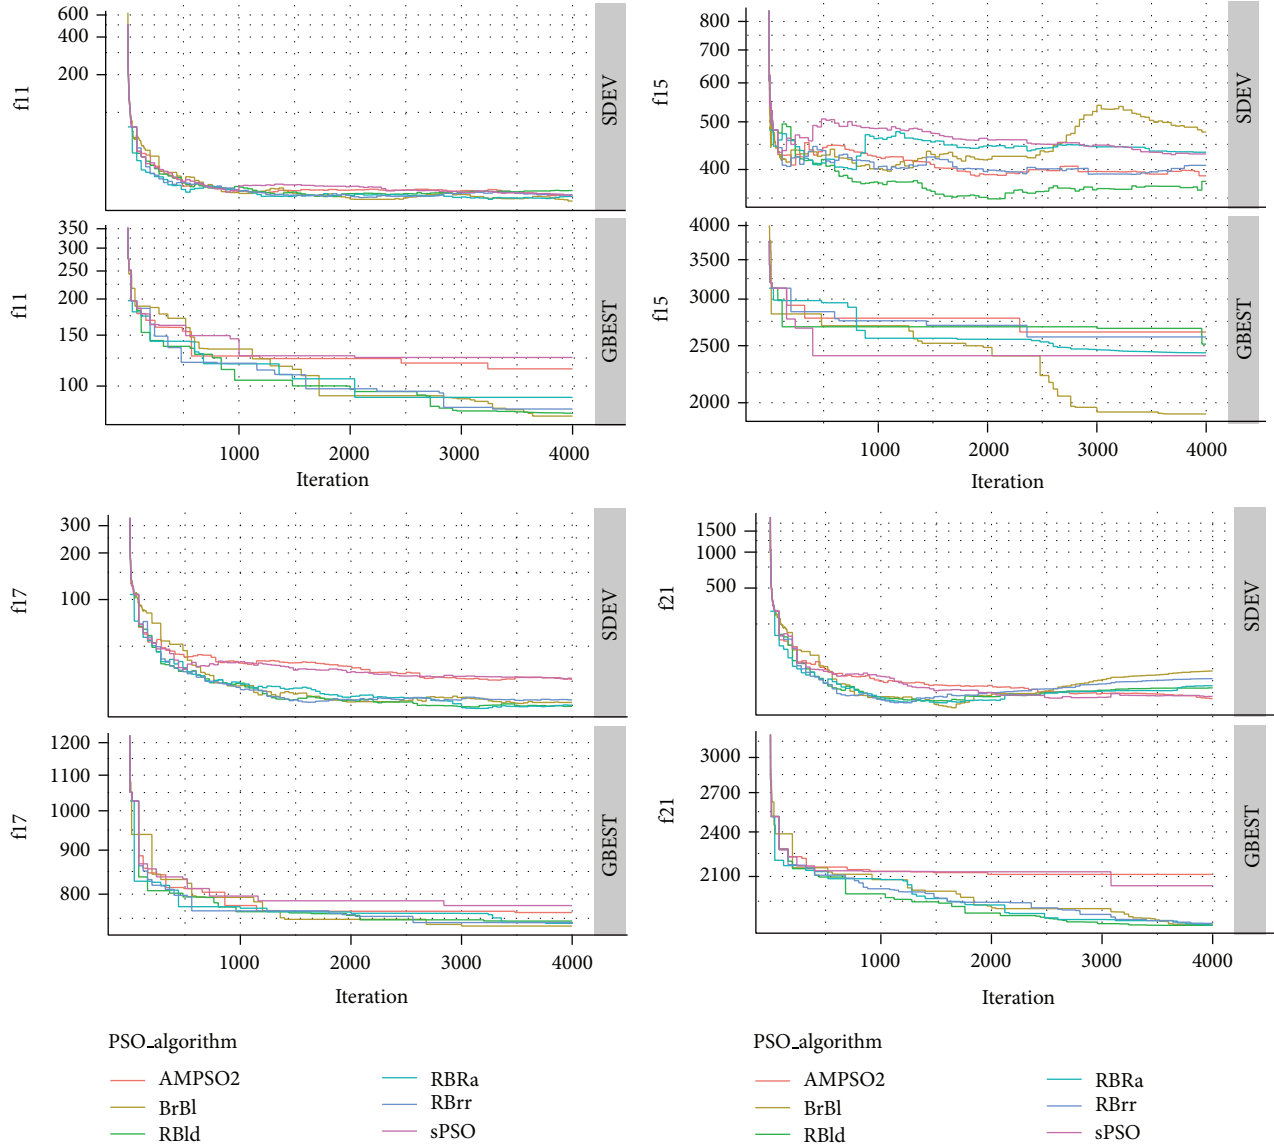 600
400
200
f11
SDEV
350
300
250
200
150
100
f11
GBEST
1000 2000 3000 4000
Iteration
800
700
600
500
400
f15
SDEV
4000
3500
3000
2500
2000
f15
GBEST
1000 2000 3000 4000
Iteration
300
200
100
f17
SDEV
1200
1100
1000
900
800
f17
GBEST
1000 2000 3000 4000
Iteration
1500
1000
500
f21
SDEV
3000
2700
2400
2100
f21
GBEST
1000 2000 3000 4000
Iteration
PSO_algorithm
AMPSO2
BrBl
RBld
RBRa
RBrr
sPSO
PSO_algorithm
AMPSO2
BrBl
RBld
RBRa
RBrr
sPSO